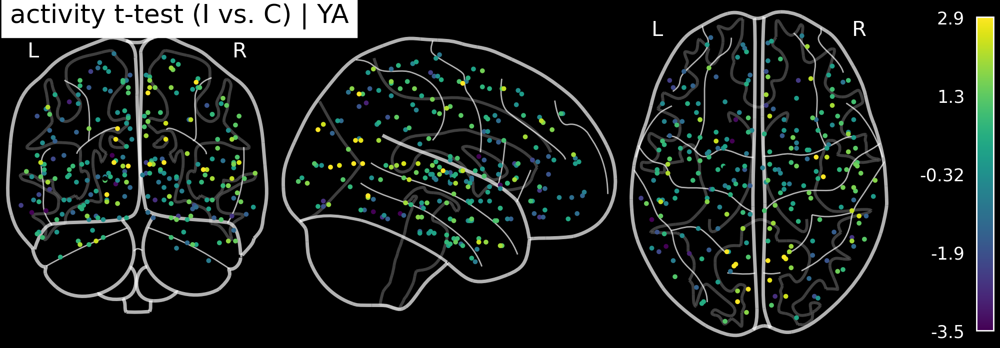 activity t-test (I vs. C) | YA
L
R
L
R
2.9
1.3
-0.32
-1.9
-3.5